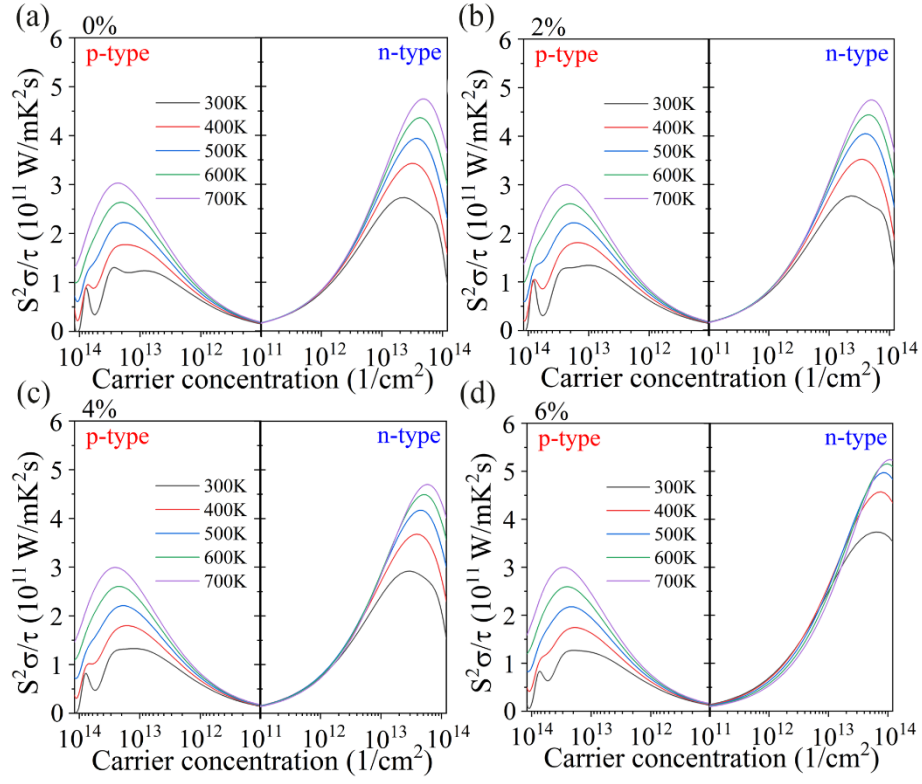 (a)
0%
p-type
n-type
300K
400K
500K
600K
700K
S²σ/τ (10¹¹ W/mK²s)
6
5
4
3
2
1
0
10¹⁴ 10¹³ 10¹² 10¹¹ 10¹² 10¹³ 10¹⁴
Carrier concentration (1/cm²)
(b)
2%
p-type
n-type
300K
400K
500K
600K
700K
S²σ/τ (10¹¹ W/mK²s)
6
5
4
3
2
1
0
10¹⁴ 10¹³ 10¹² 10¹¹ 10¹² 10¹³ 10¹⁴
Carrier concentration (1/cm²)
(c)
4%
p-type
n-type
300K
400K
500K
600K
700K
S²σ/τ (10¹¹ W/mK²s)
6
5
4
3
2
1
0
10¹⁴ 10¹³ 10¹² 10¹¹ 10¹² 10¹³ 10¹⁴
Carrier concentration (1/cm²)
(d)
6%
p-type
n-type
300K
400K
500K
600K
700K
S²σ/τ (10¹¹ W/mK²s)
6
5
4
3
2
1
0
10¹⁴ 10¹³ 10¹² 10¹¹ 10¹² 10¹³ 10¹⁴
Carrier concentration (1/cm²)